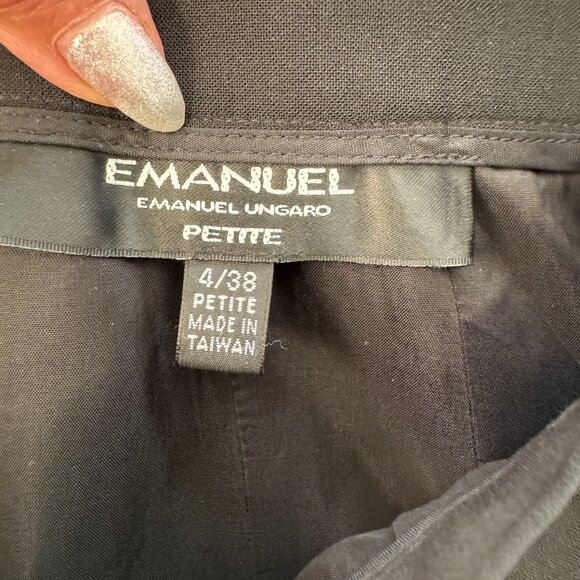 EMANUEL
EMANUEL UNGARO
PETITE
4/38
PETITE
MADE IN
TAIWAN